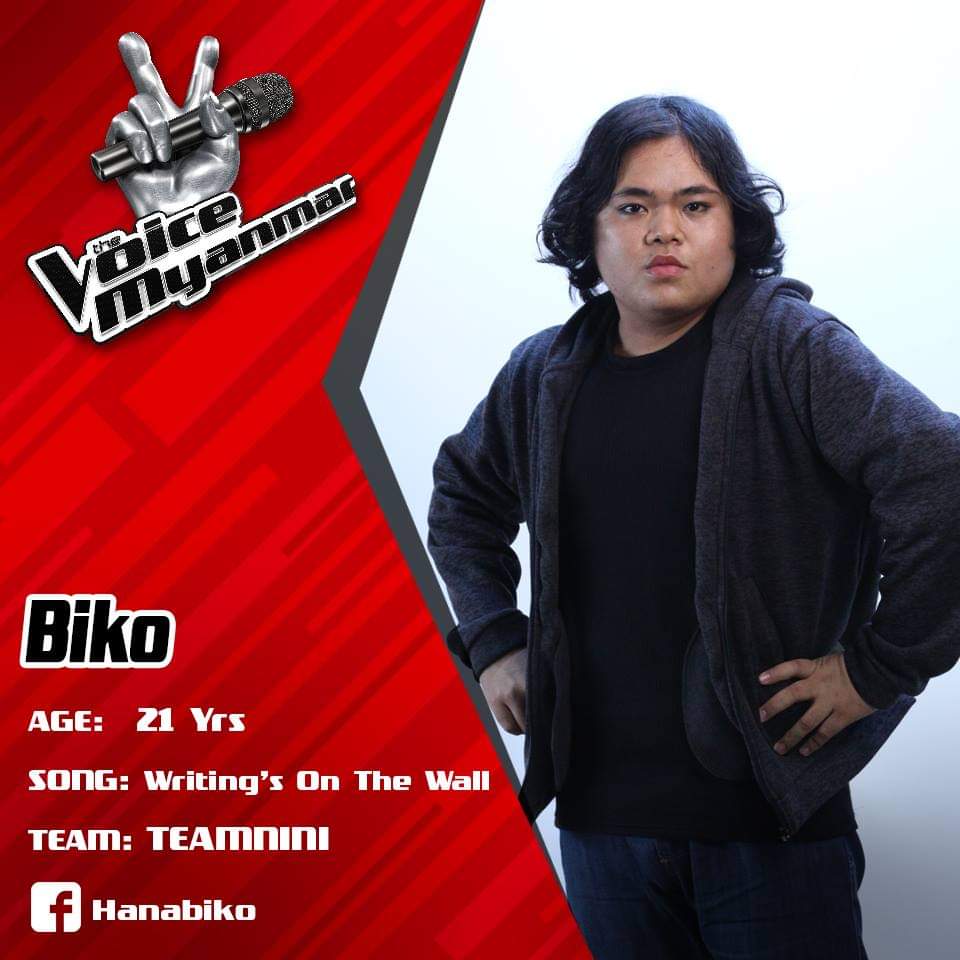 the Voice
Myanmar
Biko
AGE: 21 Yrs
SONG: Writing's On The Wall
TEAM: TEAMNINI
f Hanabiko